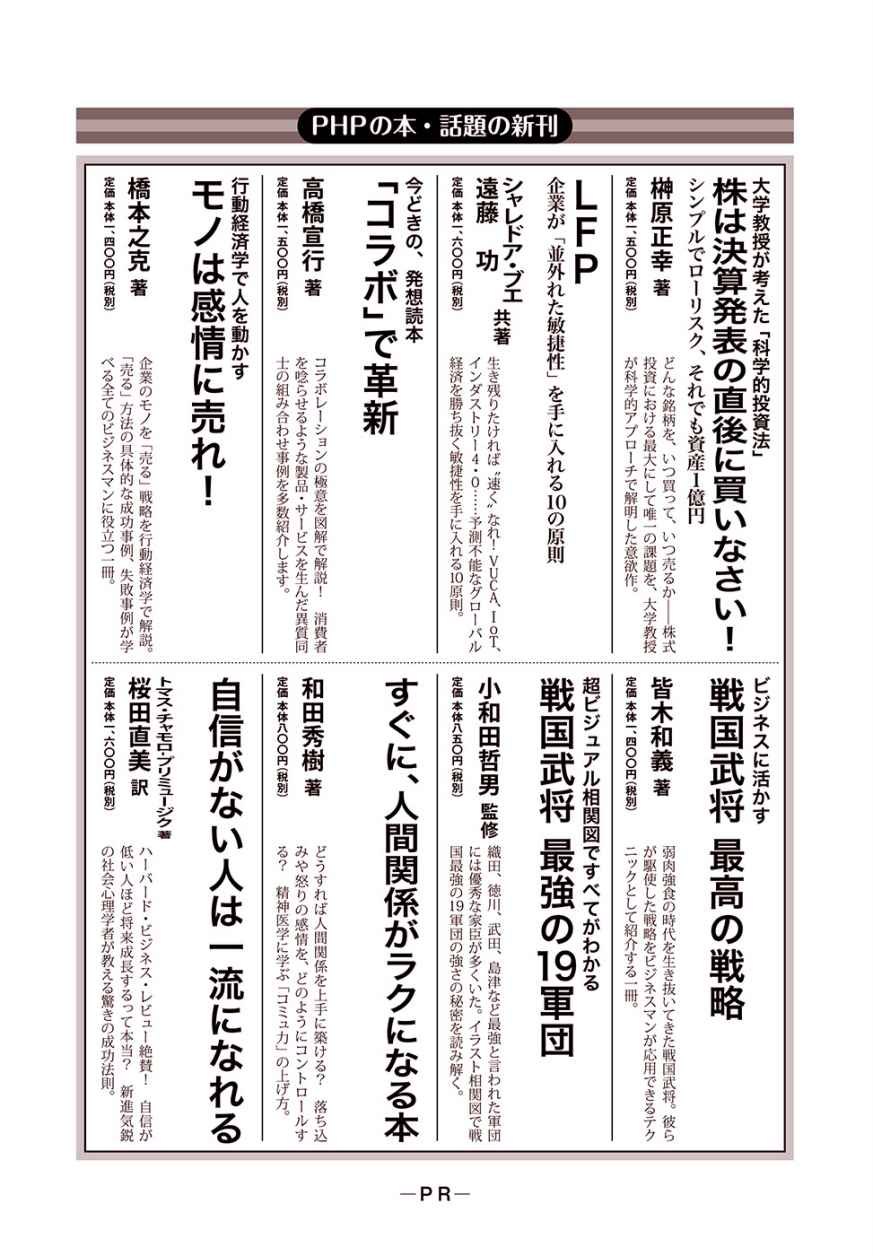 PHPの本・話題の新刊
大学教授が考えた「科学的投資法」
株は決算発表の直後に買いなさい！
シンプルでローリスク、それでも資産1億円
榊原正幸 著
定価 本体一、五〇〇円（税別）
どんな銘柄を、いつ買って、いつ売るか――株式
投資における最大にして唯一の課題を、大学教授
が科学的アプローチで解明した意欲作。
LFP
企業が「並外れた敏捷性」を手に入れる10の原則
シャレドア・ブエ
遠藤 功 共著
定価 本体一、六〇〇円（税別）
生き残りたければ〝速く〟なれ！ VUCA、IoT、
インダストリー4・0……予測不能なグローバル
経済を勝ち抜く敏捷性を手に入れる10原則。
今どきの、発想読本
「コラボ」で革新
高橋宣行 著
定価 本体一、五〇〇円（税別）
コラボレーションの極意を図解で解説！ 消費者
を唸らせるような製品・サービスを生んだ異質同
士の組み合わせ事例を多数紹介します。
行動経済学で人を動かす
モノは感情に売れ！
橋本之克 著
定価 本体一、四〇〇円（税別）
企業のモノを「売る」戦略を行動経済学で解説。
「売る」方法の具体的な成功事例、失敗事例が学
べる全てのビジネスマンに役立つ一冊。
ビジネスに活かす
戦国武将 最高の戦略
皆木和義 著
定価 本体一、四〇〇円（税別）
弱肉強食の時代を生き抜いてきた戦国武将。彼ら
が駆使した戦略をビジネスマンが応用できるテク
ニックとして紹介する一冊。
超ビジュアル相関図ですべてがわかる
戦国武将 最強の19軍団
小和田哲男 監修
定価 本体八五〇円（税別）
織田、徳川、武田、島津など最強と言われた軍団
には優秀な家臣が多くいた。イラスト相関図で戦
国最強の19軍団の強さの秘密を読み解く。
すぐに、人間関係がラクになる本
和田秀樹 著
定価 本体八〇〇円（税別）
どうすれば人間関係を上手に築ける？ 落ち込
みや怒りの感情を、どのようにコントロールす
る？ 精神医学に学ぶ「コミュ力」の上げ方。
自信がない人は一流になれる
トマス・チャモロ-プリミュージク 著
桜田直美 訳
定価 本体一、六〇〇円（税別）
ハーバード・ビジネス・レビュー絶賛！ 自信が
低い人ほど将来成長するって本当？ 新進気鋭
の社会心理学者が教える驚きの成功法則。
―PR―